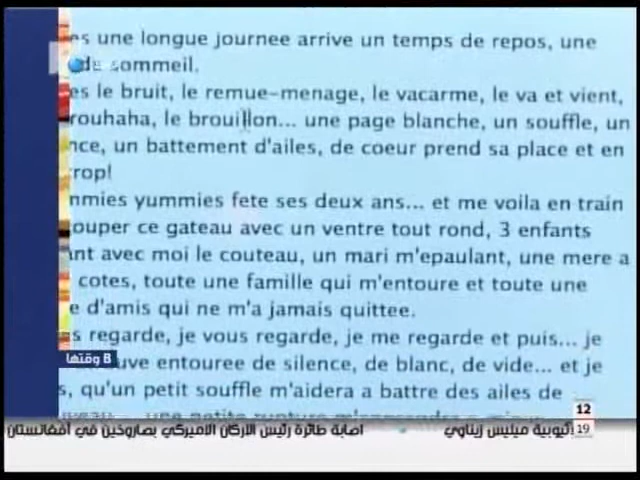 es une longue journee arrive un temps de repos, une
de sommeil.
es le bruit, le remue-menage, le vacarme, le va et vient,
rouhaha, le brouillon... une page blanche, un souffle, un
nce, un battement d'ailes, de coeur prend sa place et en
rop!
nmies yummies fete ses deux ans... et me voila en train
ouper ce gateau avec un ventre tout rond, 3 enfants
nt avec moi le couteau, un mari m'epaulant, une mere a
cotes, toute une famille qui m'entoure et toute une
e d'amis qui ne m'a jamais quittee.
s regarde, je vous regarde, je me regarde et puis... je
uve entouree de silence, de blanc, de vide... et je
s, qu'un petit souffle m'aidera a battre des ailes de
B وقتها
12
19
اثيوبية ميليس زيناوي
اصابة طائرة رئيس الاركان الاميركي بصاروخين في افغانستان